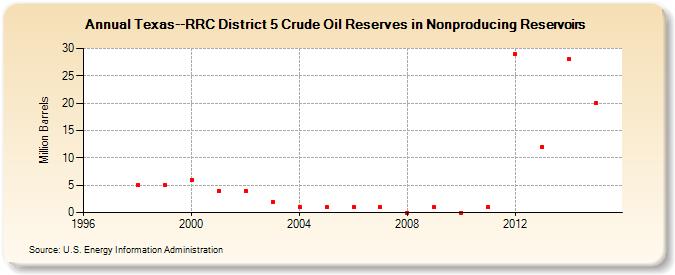 Annual Texas--RRC District 5 Crude Oil Reserves in Nonproducing Reservoirs
Million Barrels
30
25
20
15
10
5
0
1996 2000 2004 2008 2012
Source: U.S. Energy Information Administration